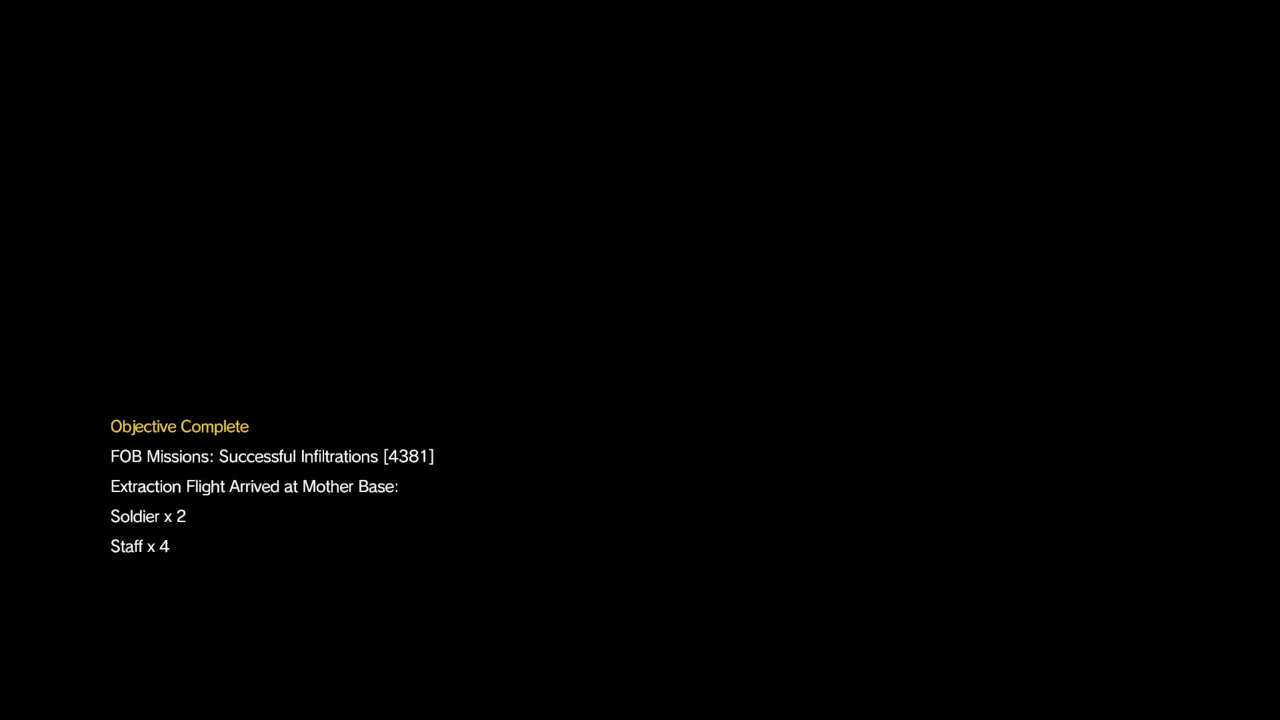 Objective Complete
FOB Missions: Successful Infiltrations [4381]
Extraction Flight Arrived at Mother Base:
Soldier x 2
Staff x 4